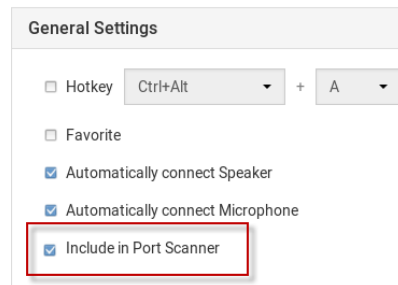 General Settings
Hotkey Ctrl+Alt + A
Favorite
Automatically connect Speaker
Automatically connect Microphone
Include in Port Scanner